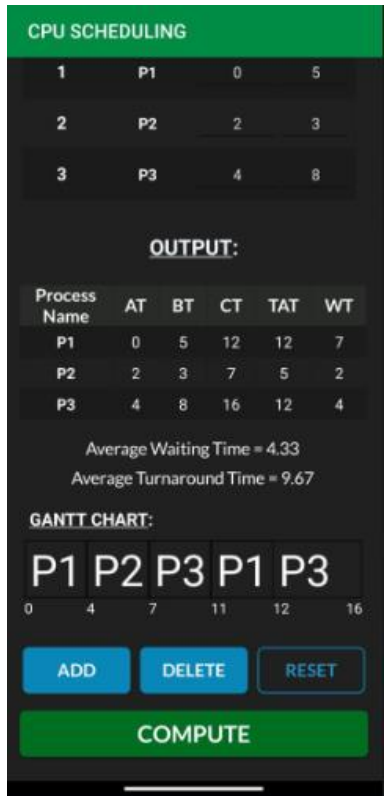 CPU SCHEDULING
1 P1 0 5
2 P2 2 3
3 P3 4 8
OUTPUT:
Process Name AT BT CT TAT WT
P1 0 5 12 12 7
P2 2 3 7 5 2
P3 4 8 16 12 4
Average Waiting Time = 4.33
Average Turnaround Time = 9.67
GANTT CHART:
P1 P2 P3 P1 P3
0 4 7 11 12 16
ADD DELETE RESET
COMPUTE